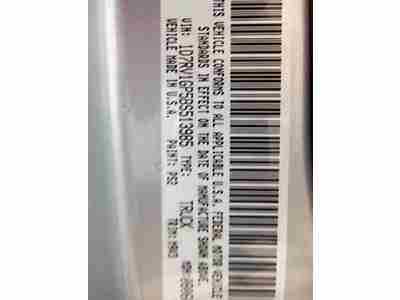 THIS VEHICLE CONFORMS TO ALL APPLICABLE U.S.A. FEDERAL MOTOR VEHICLE
STANDARDS IN EFFECT ON THE DATE OF MANUFACTURE SHOWN ABOVE.
VIN: 1D7RV1GP5BS513985 TYPE: TRUCK
VEHICLE MADE IN U.S.A. PAINT: PS2 TRIM: